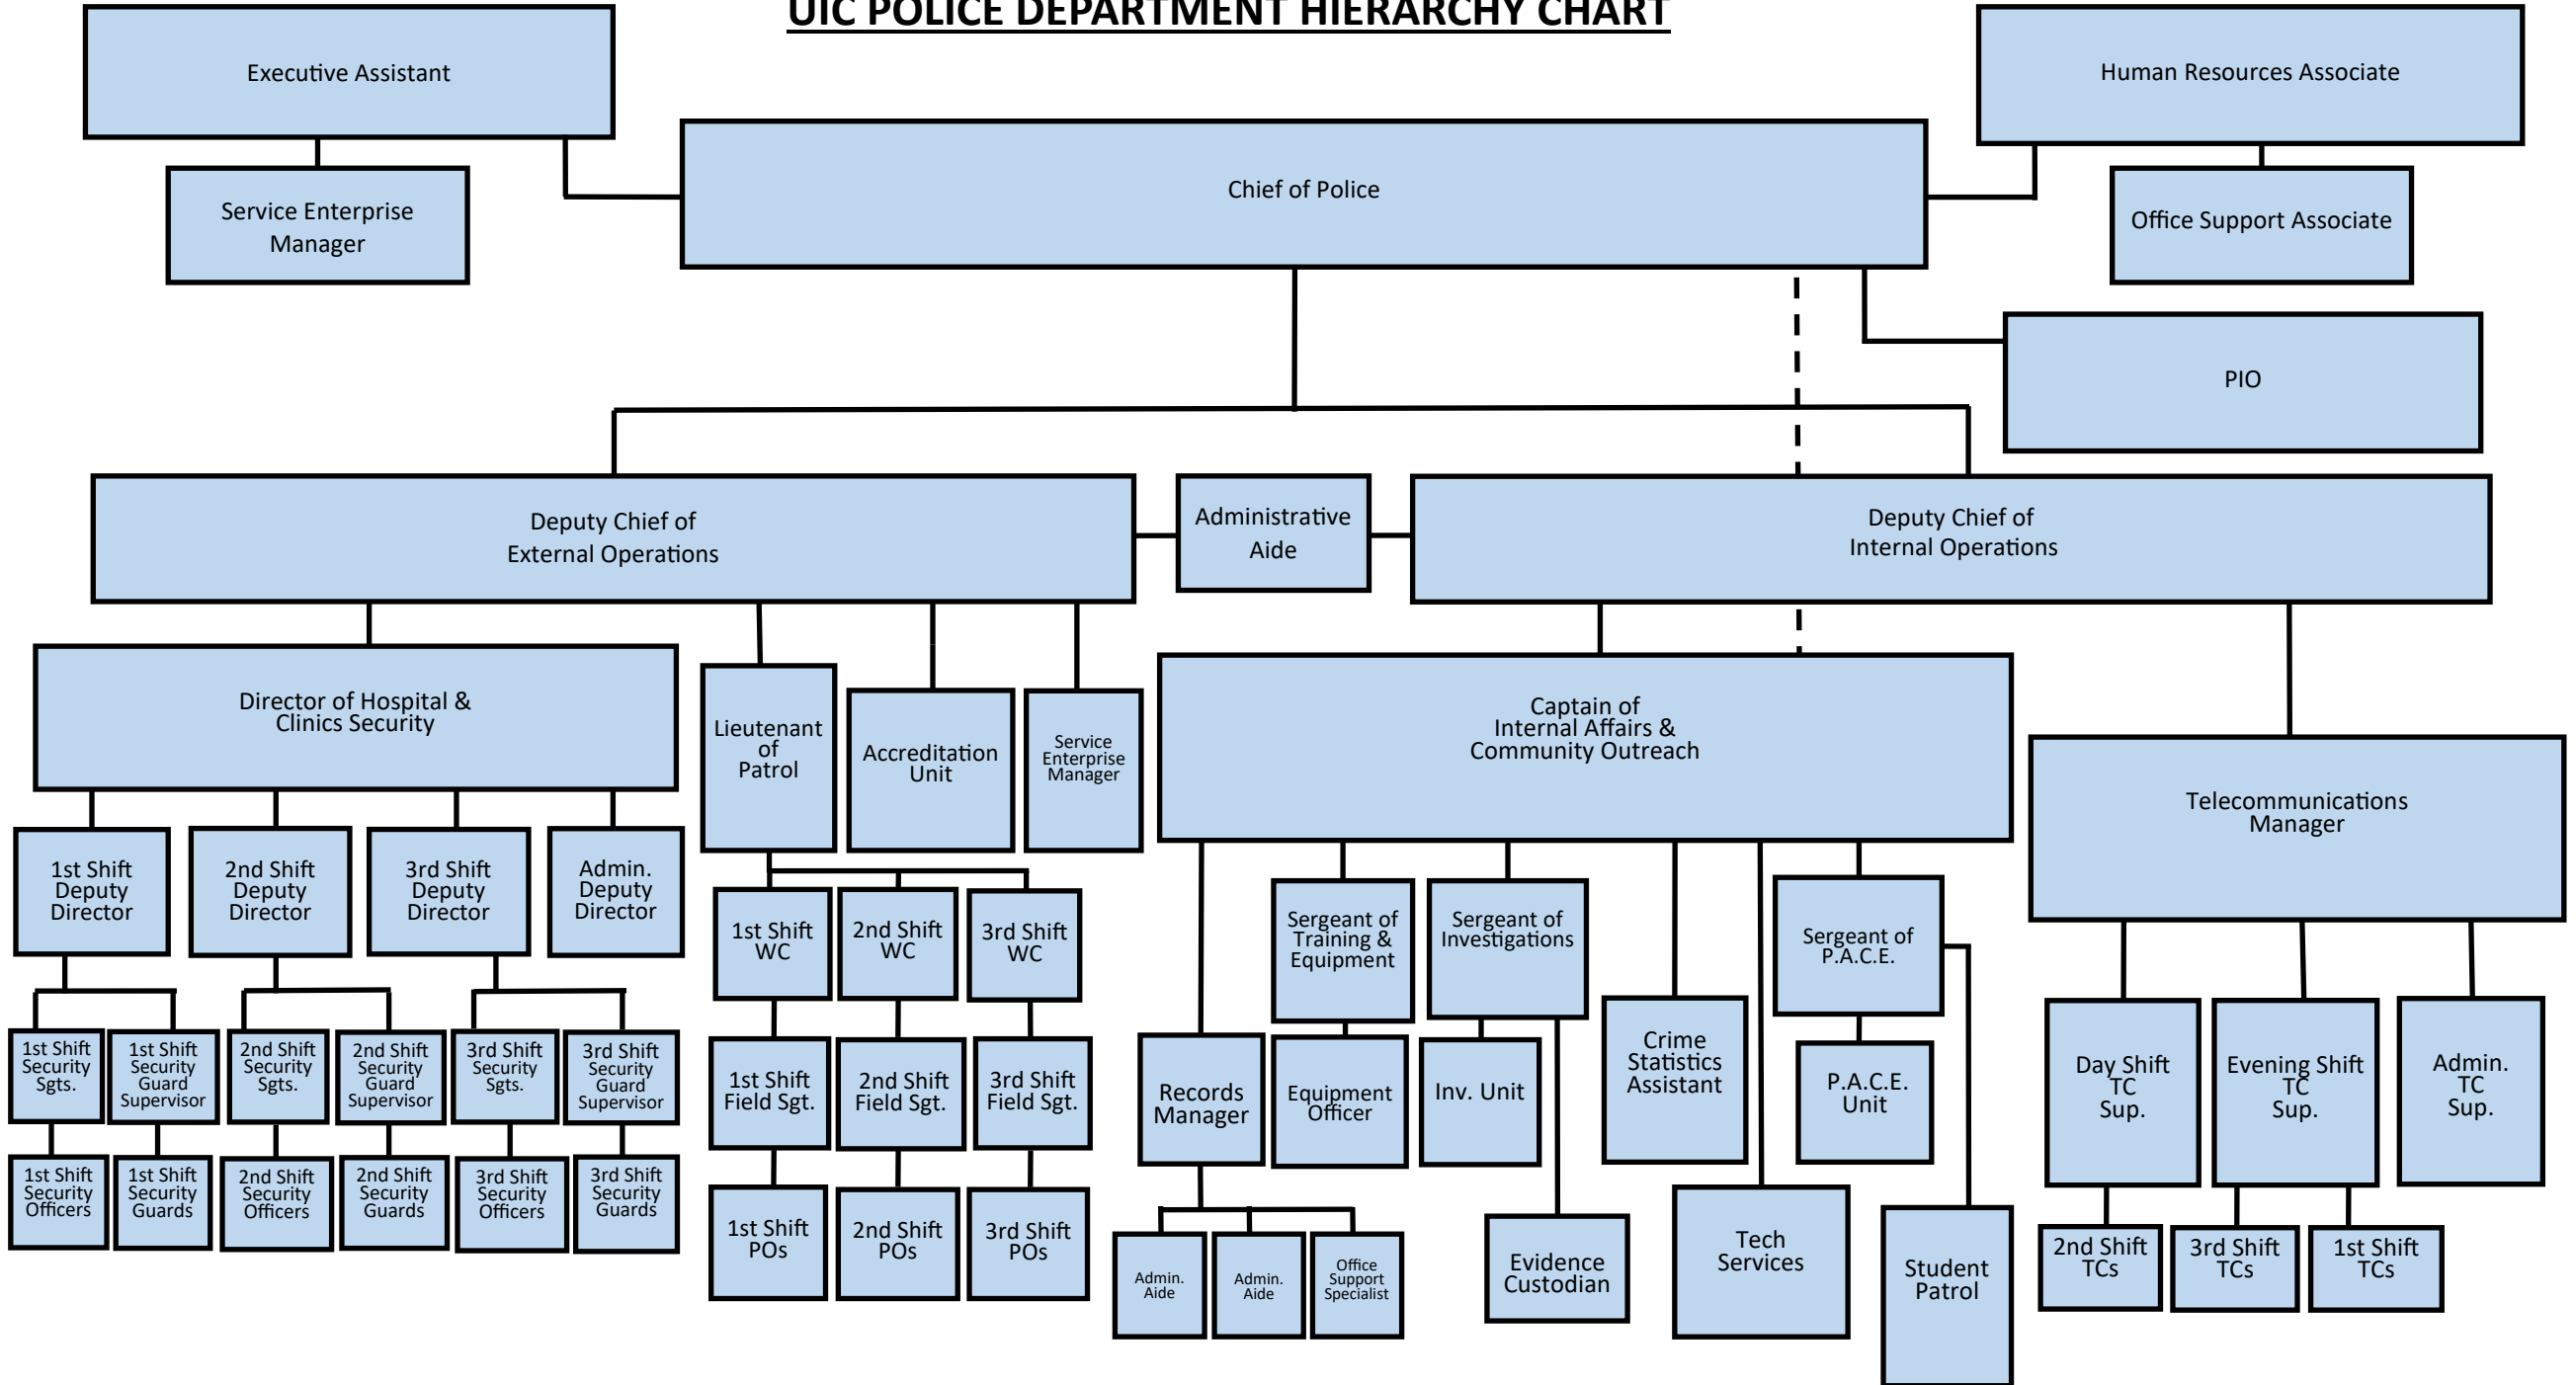 UIC POLICE DEPARTMENT HIERARCHY CHART
Executive Assistant
Human Resources Associate
Chief of Police
Service Enterprise
Manager
Office Support Associate
PIO
Deputy Chief of
External Operations
Administrative
Aide
Deputy Chief of
Internal Operations
Director of Hospital &
Clinics Security
Lieutenant
of
Patrol
Accreditation
Unit
Service
Enterprise
Manager
Captain of
Internal Affairs &
Community Outreach
Telecommunications
Manager
1st Shift
Deputy
Director
2nd Shift
Deputy
Director
3rd Shift
Deputy
Director
Admin.
Deputy
Director
1st Shift
WC
2nd Shift
WC
3rd Shift
WC
Sergeant of
Training &
Equipment
Sergeant of
Investigations
Sergeant of
P.A.C.E.
1st Shift
Security
Sgts.
1st Shift
Security
Guard
Supervisor
2nd Shift
Security
Sgts.
2nd Shift
Security
Guard
Supervisor
3rd Shift
Security
Sgts.
3rd Shift
Security
Guard
Supervisor
1st Shift
Field Sgt.
2nd Shift
Field Sgt.
3rd Shift
Field Sgt.
Records
Manager
Equipment
Officer
Inv. Unit
Crime
Statistics
Assistant
P.A.C.E.
Unit
Day Shift
TC
Sup.
Evening Shift
TC
Sup.
Admin.
TC
Sup.
1st Shift
Security
Officers
1st Shift
Security
Guards
2nd Shift
Security
Officers
2nd Shift
Security
Guards
3rd Shift
Security
Officers
3rd Shift
Security
Guards
1st Shift
POs
2nd Shift
POs
3rd Shift
POs
Admin.
Aide
Admin.
Aide
Office
Support
Specialist
Evidence
Custodian
Tech
Services
Student
Patrol
2nd Shift
TCs
3rd Shift
TCs
1st Shift
TCs